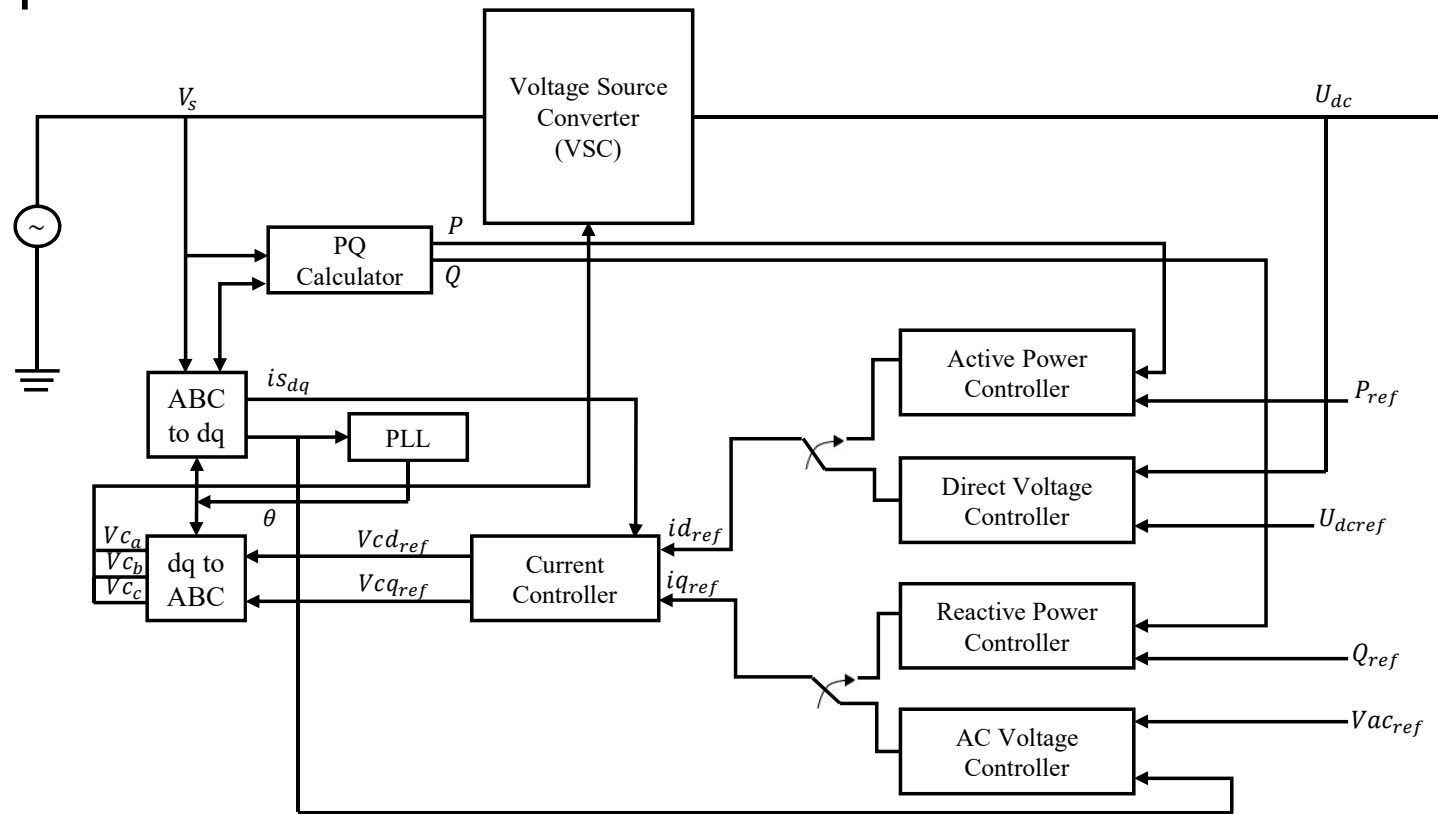 Voltage Source
Converter
(VSC)
V_s
U_dc
~
PQ
Calculator
P
Q
Active Power
Controller
P_ref
ABC
to dq
is_dq
PLL
θ
Direct Voltage
Controller
U_dcref
Vc_a
Vc_b
Vc_c
dq to
ABC
Vcd_ref
Vcq_ref
Current
Controller
id_ref
iq_ref
Reactive Power
Controller
Q_ref
AC Voltage
Controller
Vac_ref